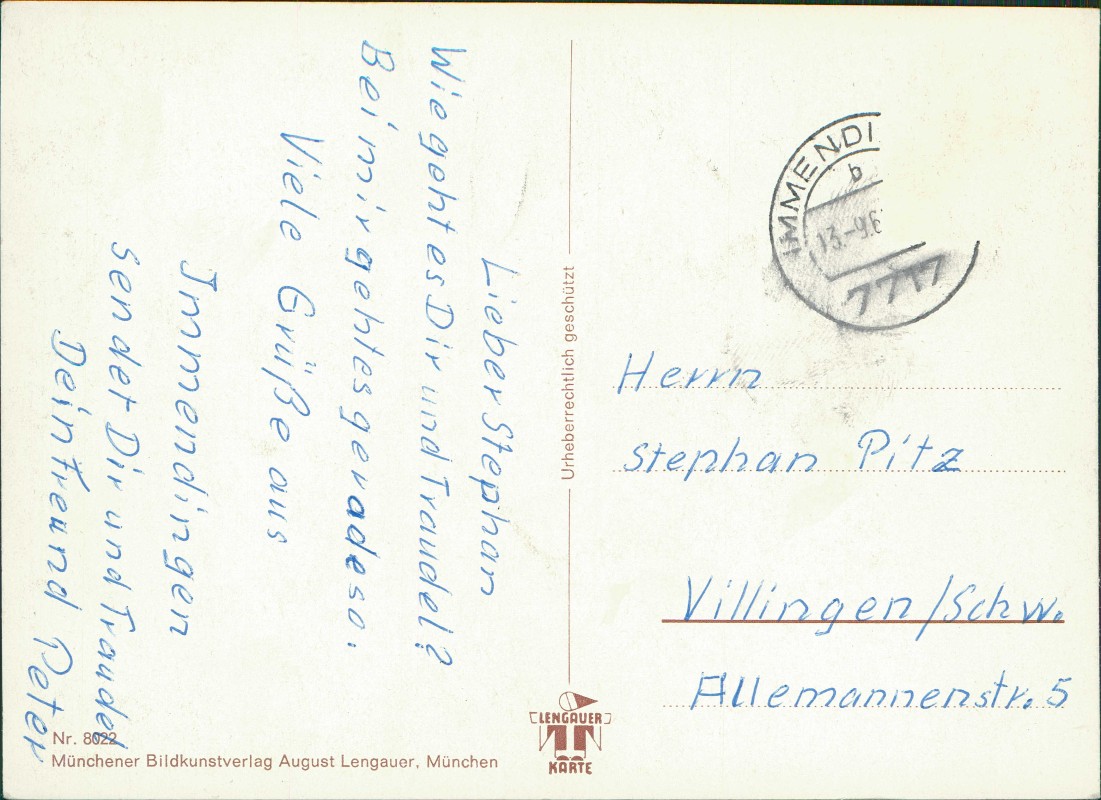 Lieber Stephan
Wie geht es Dir und Traudel?
Bei mir geht es gerade so.
Viele Grüße aus
Immendingen
sendet Dir und Traudel
Dein freund Peter
Nr. 8022
Münchener Bildkunstverlag August Lengauer, München
Urheberrechtlich geschützt
LENGAUER
KARTE
IMMENDI
b
13.-9.6
7717
Herrn
Stephan Pitz
Villingen/Schw.
Allemannenstr. 5